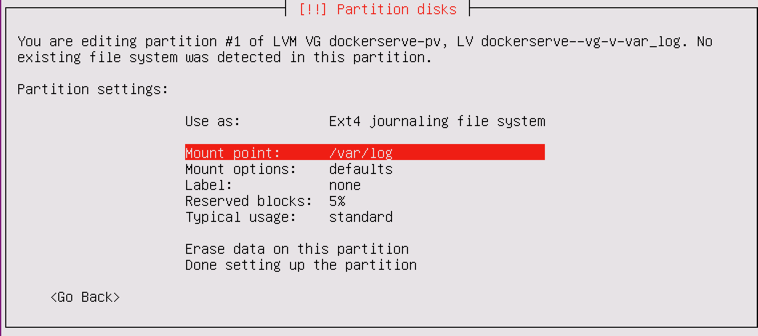 [!!] Partition disks
You are editing partition #1 of LVM VG dockerserve-pv, LV dockerserve--vg-v-var_log. No
existing file system was detected in this partition.
Partition settings:
Use as: Ext4 journaling file system
Mount point: /var/log
Mount options: defaults
Label: none
Reserved blocks: 5%
Typical usage: standard
Erase data on this partition
Done setting up the partition
<Go Back>